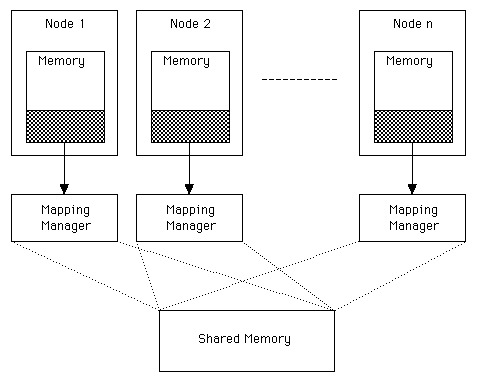 Node 1
Node 2
Node n
Memory
Memory
Memory
Mapping
Manager
Mapping
Manager
Mapping
Manager
Shared Memory